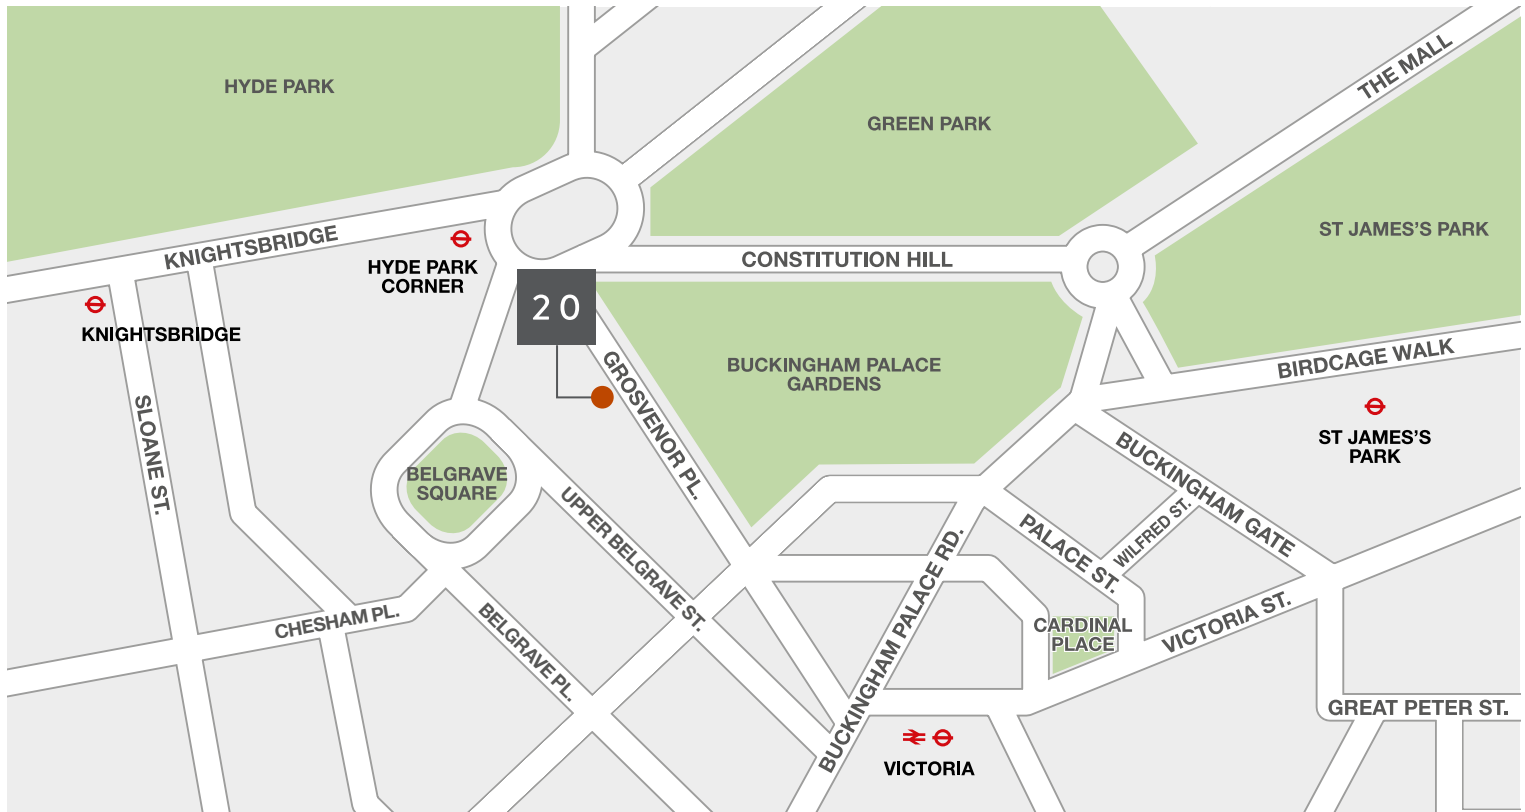 HYDE PARK
GREEN PARK
THE MALL
ST JAMES'S PARK
KNIGHTSBRIDGE
HYDE PARK
CORNER
CONSTITUTION HILL
KNIGHTSBRIDGE
20
GROSVENOR PL.
BUCKINGHAM PALACE
GARDENS
BIRDCAGE WALK
ST JAMES'S
PARK
SLOANE ST.
BELGRAVE
SQUARE
UPPER BELGRAVE ST.
BUCKINGHAM GATE
WILFRED ST.
PALACE ST.
BUCKINGHAM PALACE RD.
CHESHAM PL.
BELGRAVE PL.
CARDINAL
PLACE
VICTORIA ST.
GREAT PETER ST.
VICTORIA